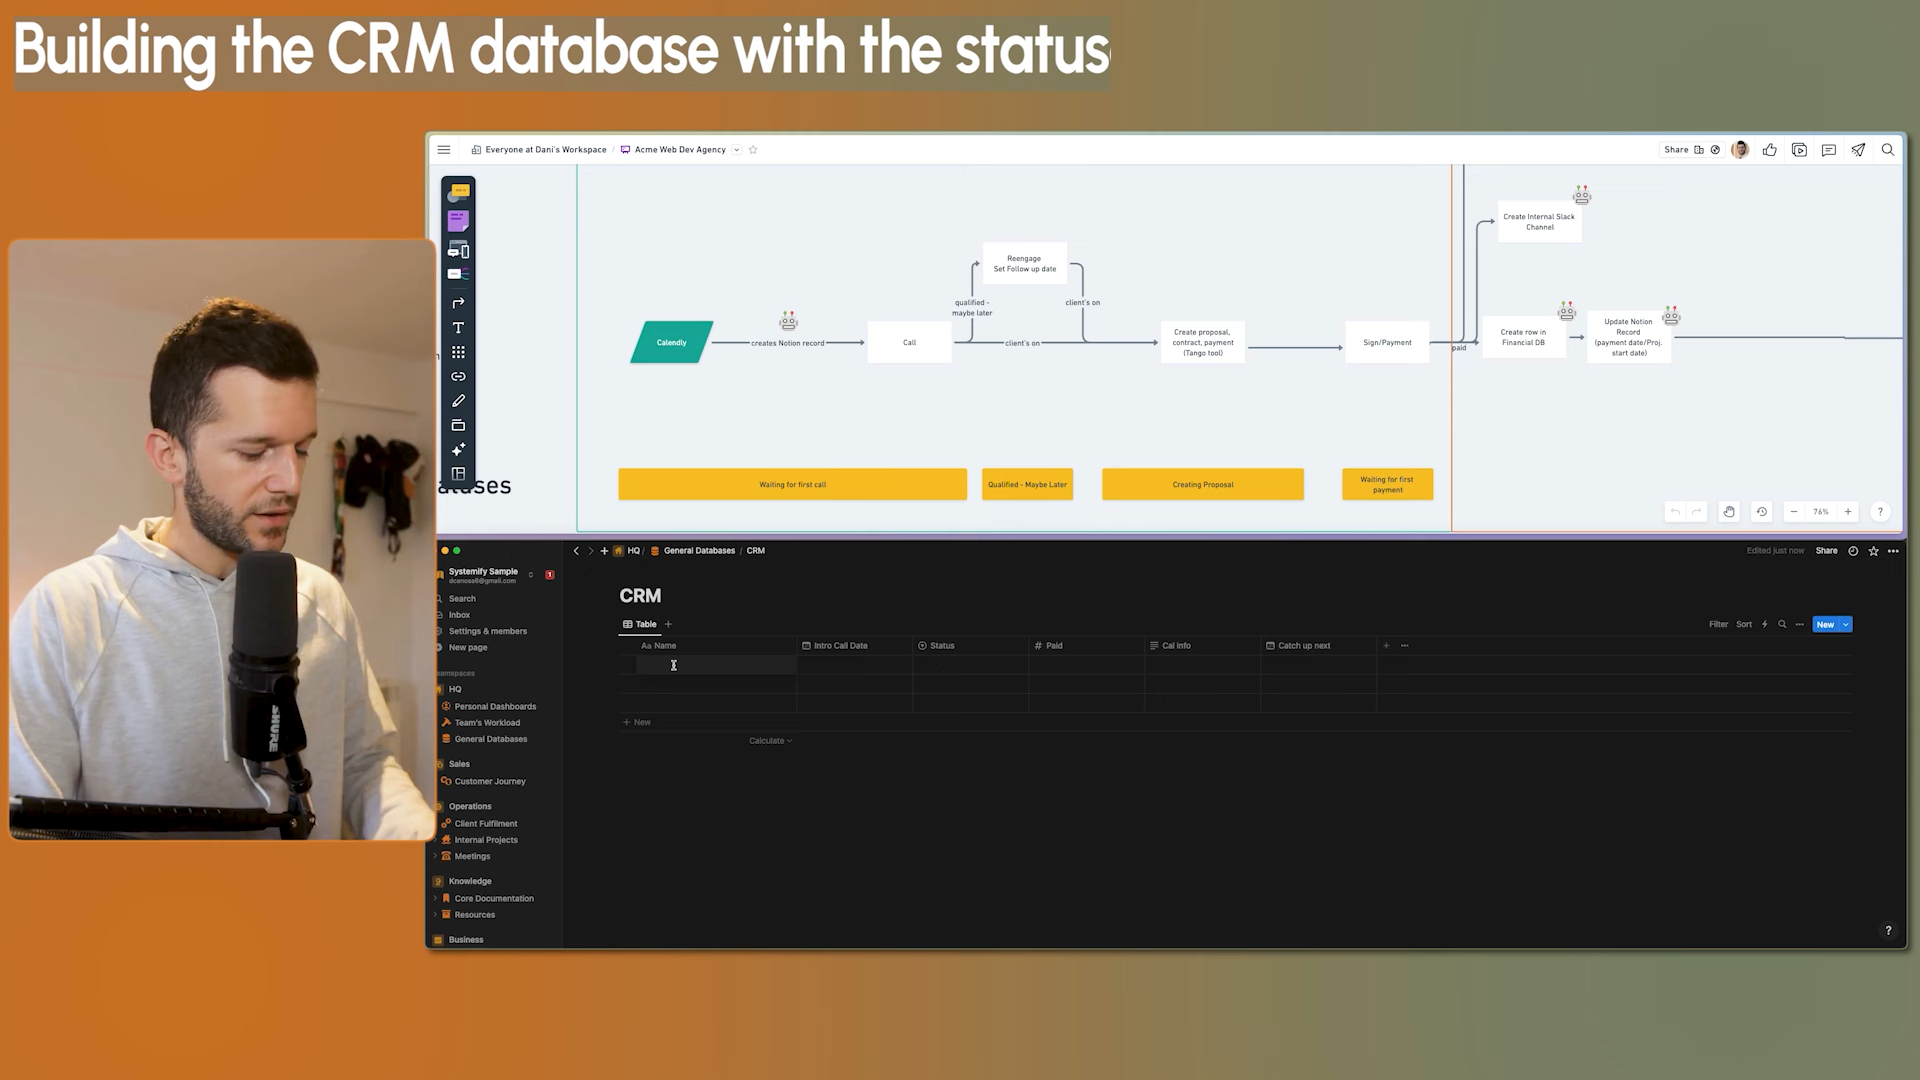 Building the CRM database with the status
Everyone at Dani's Workspace / Acme Web Dev Agency
Share
Create Internal Slack
Channel
Reengage
Set Follow up date
qualified -
maybe later
client's on
Calendly
creates Notion record
Call
client's on
Create proposal,
contract, payment
(Tango tool)
Sign/Payment
paid
Create row in
Financial DB
Update Notion
Record
(payment date/Proj.
start date)
Waiting for first call
Qualified - Maybe Later
Creating Proposal
Waiting for first
payment
76%
?
HQ / General Databases / CRM
Edited just now
Share
Systemify Sample
dcanosa6@gmail.com
1
Search
Inbox
Settings & members
New page
HQ
Personal Dashboards
Team's Workload
General Databases
Sales
Customer Journey
Operations
Client Fulfilment
Internal Projects
Meetings
Knowledge
Core Documentation
Resources
Business
CRM
Table
Filter
Sort
New
Aa Name
Intro Call Date
Status
# Paid
Cal info
Catch up next
+ New
Calculate
?
SHURE